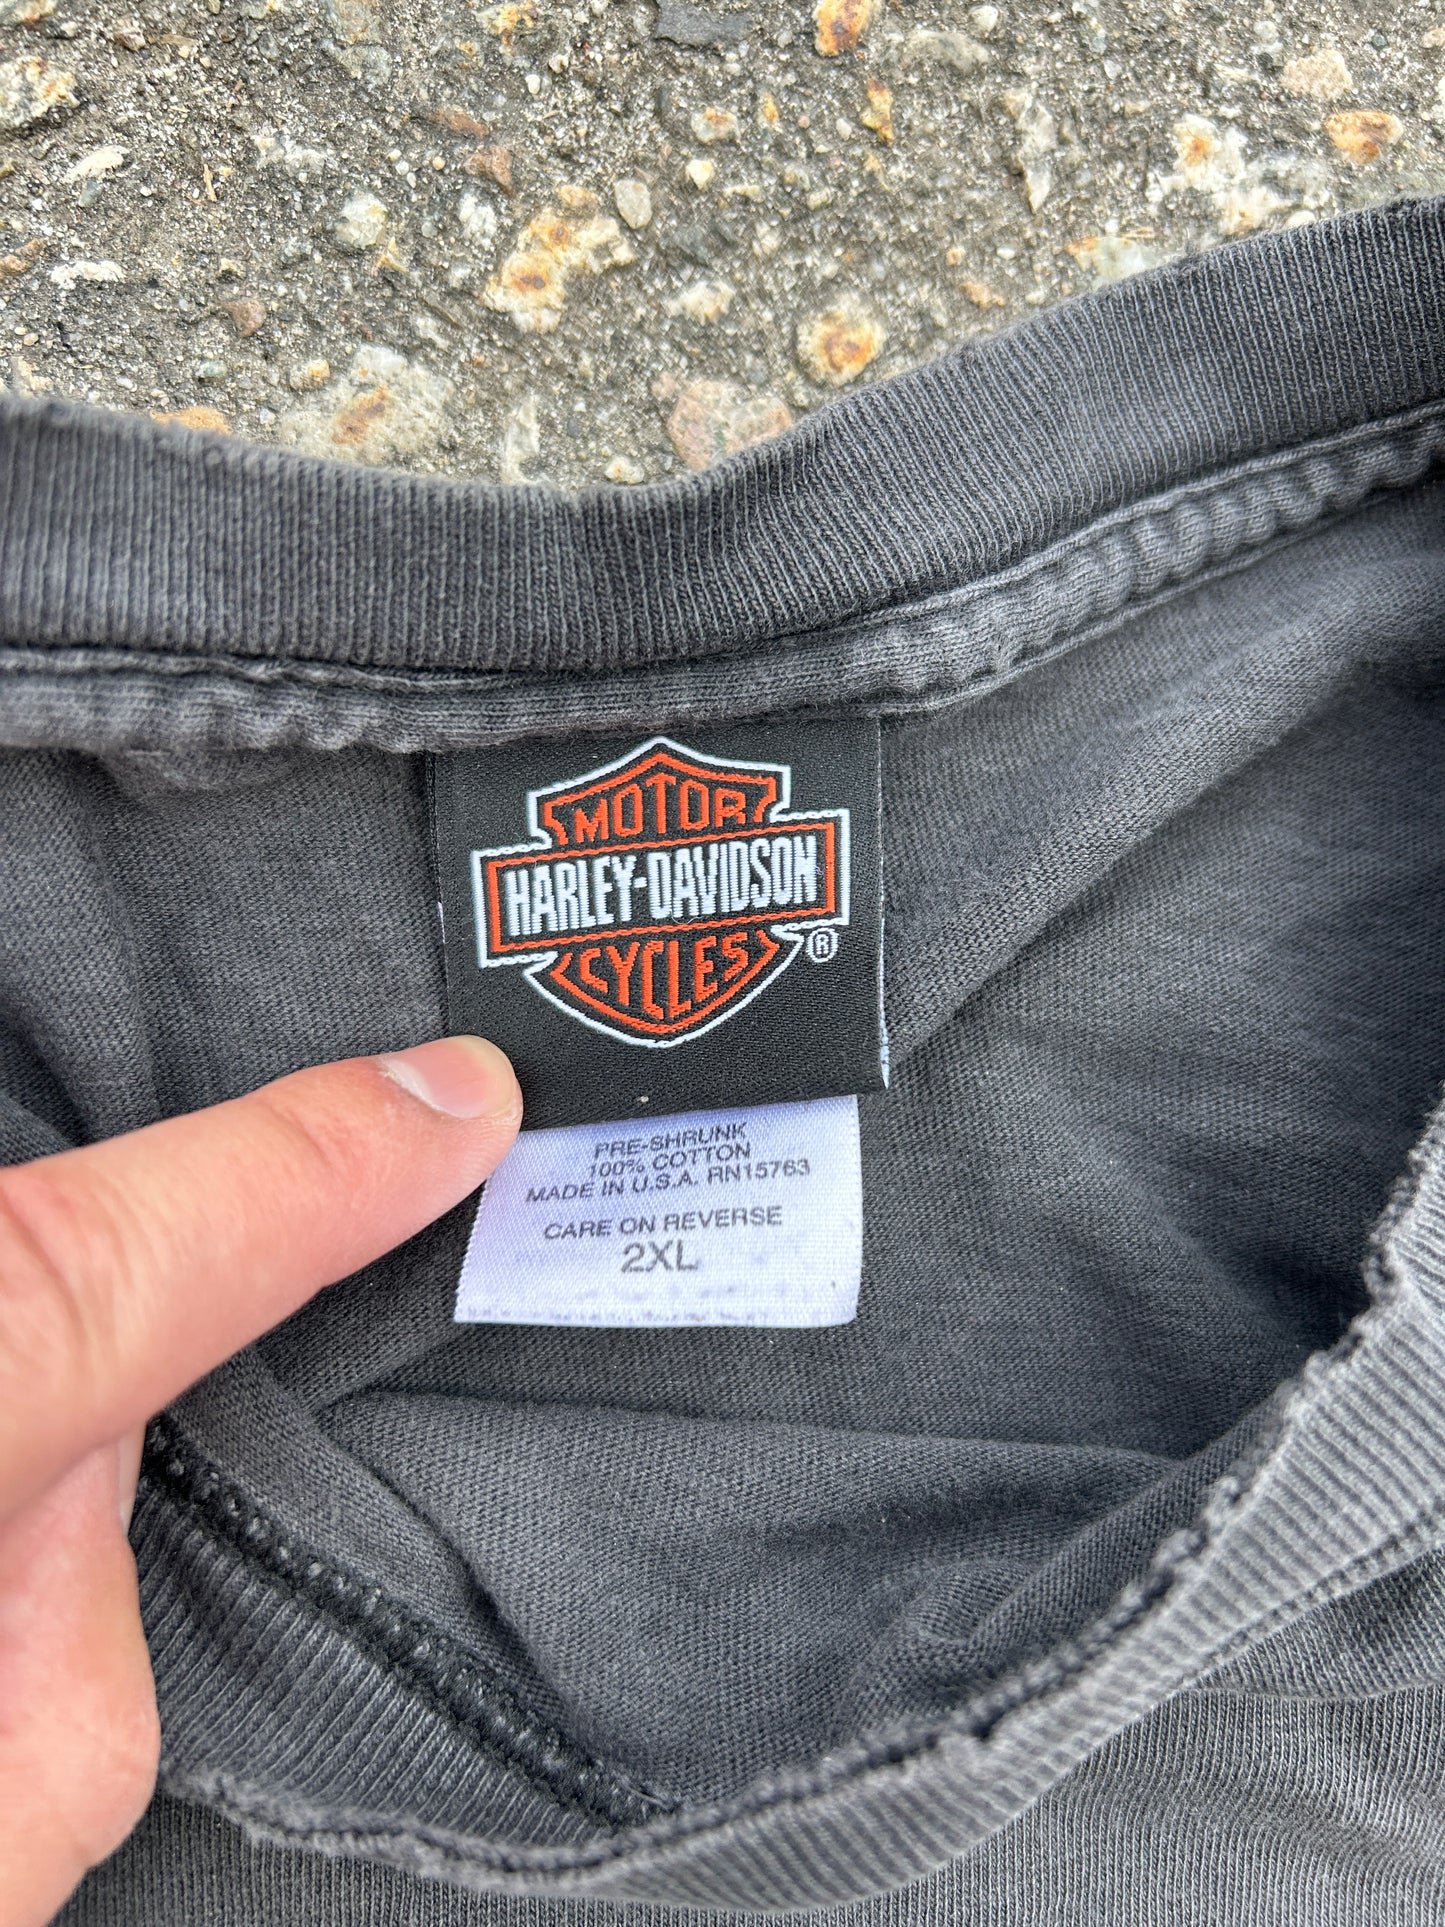 MOTOR
HARLEY-DAVIDSON
CYCLES
®
PRE-SHRUNK
100% COTTON
MADE IN U.S.A. RN15763
CARE ON REVERSE
2XL